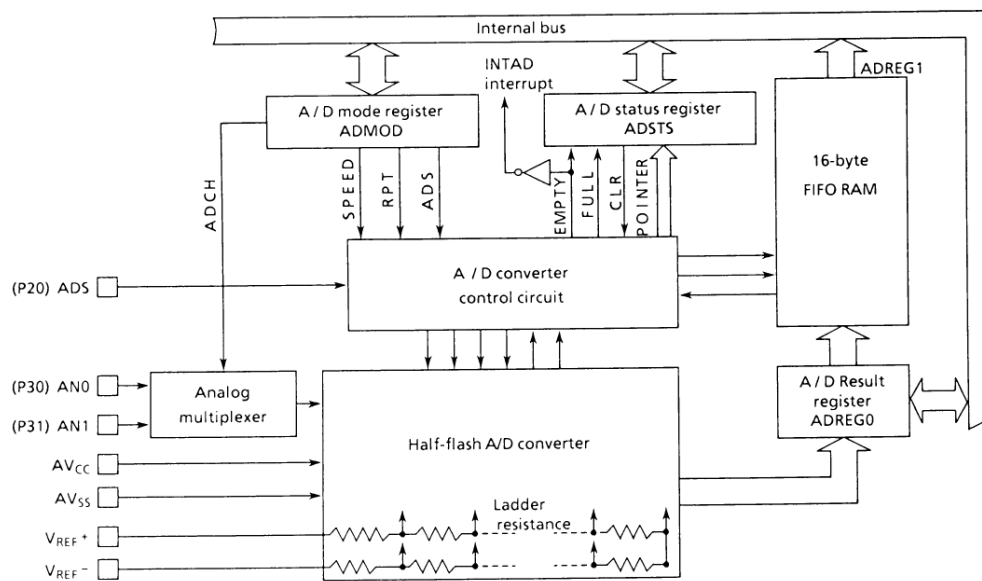 Internal bus
INTAD
interrupt
ADREG1
A / D mode register
ADMOD
A / D status register
ADSTS
16-byte
FIFO RAM
ADCH
SPEED
RPT
ADS
EMPTY
FULL
CLR
POINTER
(P20) ADS
A / D converter
control circuit
(P30) AN0
(P31) AN1
Analog
multiplexer
A / D Result
register
ADREG0
Half-flash A/D converter
AVCC
AVSS
Ladder
resistance
VREF +
VREF −